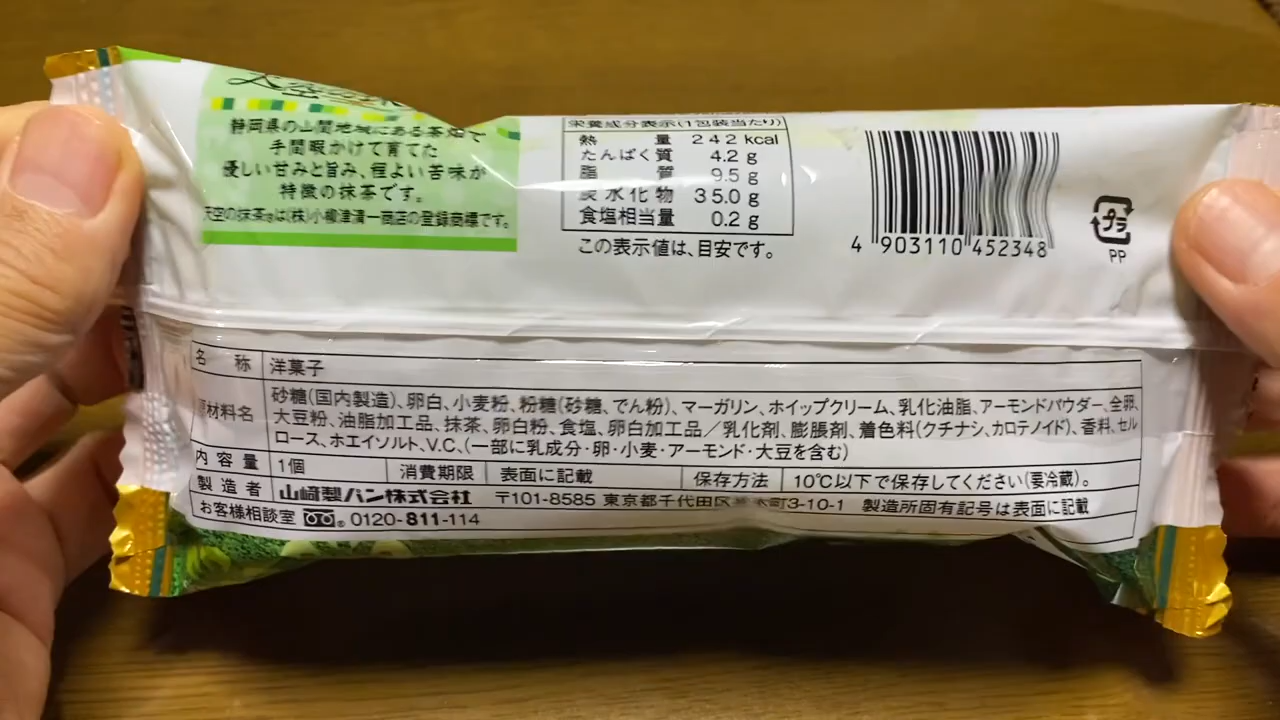 静岡県の山間地域にある茶畑で
手間暇かけて育てた
優しい甘みと旨み、程よい苦味が
特徴の抹茶です。
天空の抹茶®は(株)小柳津清一商店の登録商標です。
栄養成分表示(1包装当たり)
熱量 242 kcal
たんぱく質 4.2 g
脂質 9.5 g
炭水化物 35.0 g
食塩相当量 0.2 g
この表示値は、目安です。
4 903110 452348
プラ
PP
名称 洋菓子
原材料名 砂糖(国内製造)、卵白、小麦粉、粉糖(砂糖、でん粉)、マーガリン、ホイップクリーム、乳化油脂、アーモンドパウダー、全卵、
大豆粉、油脂加工品、抹茶、卵白粉、食塩、卵白加工品/乳化剤、膨脹剤、着色料(クチナシ、カロテノイド)、香料、セル
ロース、ホエイソルト、V.C.、(一部に乳成分・卵・小麦・アーモンド・大豆を含む)
内容量 1個 消費期限 表面に記載 保存方法 10℃以下で保存してください(要冷蔵)。
製造者 山崎製パン株式会社 〒101-8585 東京都千代田区 町3-10-1 製造所固有記号は表面に記載
お客様相談室 0120-811-114